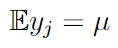 𝔼y_j = μ